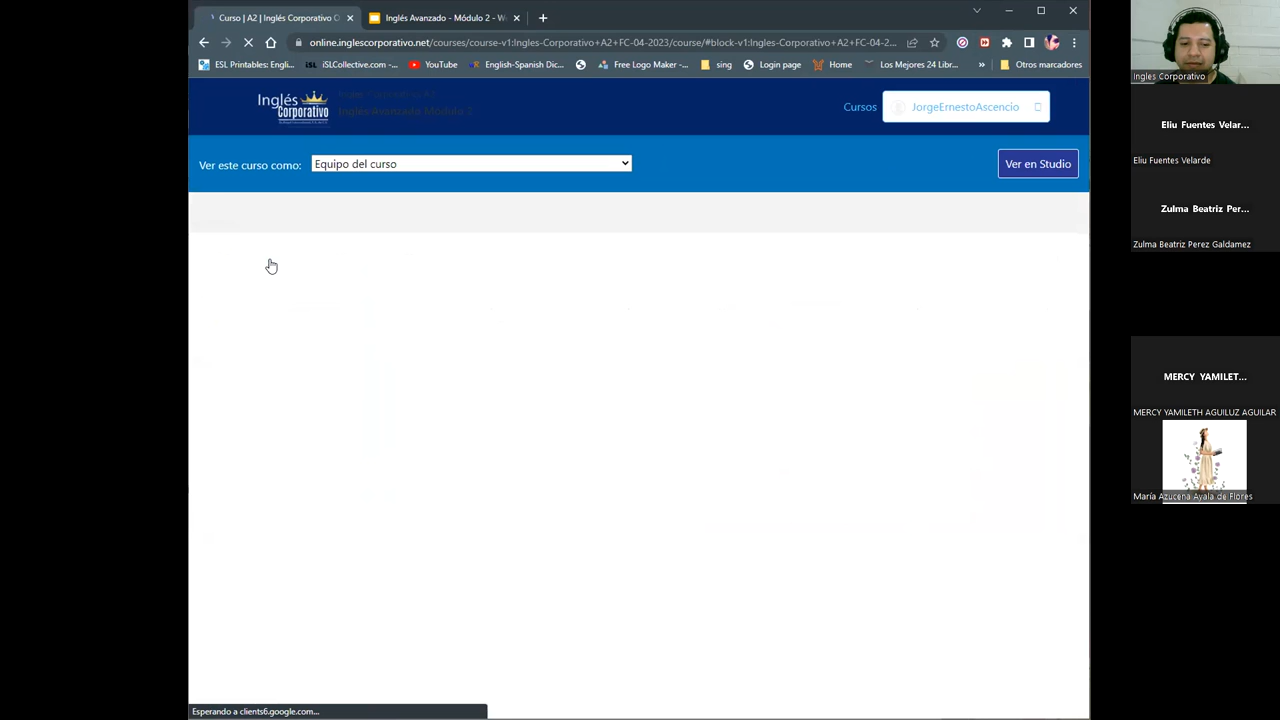 Curso | A2 | Inglés Corporativo O
Inglés Avanzado - Módulo 2 - W
online.inglescorporativo.net/courses/course-v1:Ingles-Corporativo+A2+FC-04-2023/course/#block-v1:Ingles-Corporativo+A2+FC-04-2...
ESL Printables: Engli...
iSL
iSLCollective.com -...
YouTube
English-Spanish Dic...
Free Logo Maker -...
sing
Login page
Home
Los Mejores 24 Libr...
»
Otros marcadores
Inglés
Corporativo
Inglés Avanzado Módulo 2
Cursos
JorgeErnestoAscencio
Ver este curso como:
Equipo del curso
Ver en Studio
Esperando a clients6.google.com...
Ingles Corporativo
Eliu Fuentes Velar...
Eliu Fuentes Velarde
Zulma Beatriz Per...
Zulma Beatriz Perez Galdamez
MERCY YAMILET...
MERCY YAMILETH AGUILUZ AGUILAR
María Azucena Ayala de Flores